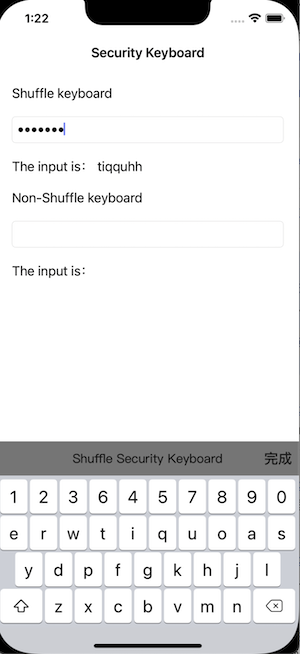 1:22
Security Keyboard
Shuffle keyboard
•••••••
The input is： tiqquhh
Non-Shuffle keyboard
The input is：
Shuffle Security Keyboard 完成
1 2 3 6 4 5 7 8 9 0
e r w t i q u o a s
y d p f g k h j l
z x c b v m n